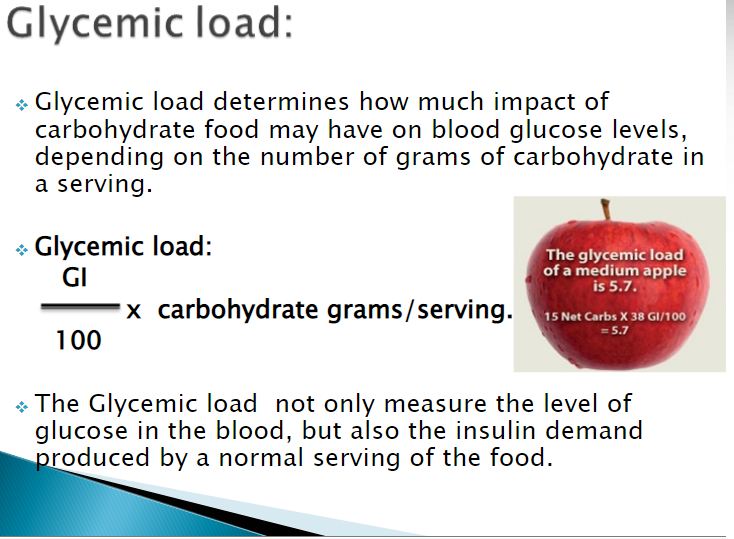 Glycemic load:
Glycemic load determines how much impact of
carbohydrate food may have on blood glucose levels,
depending on the number of grams of carbohydrate in
a serving.
Glycemic load:
GI
x carbohydrate grams/serving.
100
The glycemic load
of a medium apple
is 5.7.
15 Net Carbs X 38 GI/100
= 5.7
The Glycemic load not only measure the level of
glucose in the blood, but also the insulin demand
produced by a normal serving of the food.